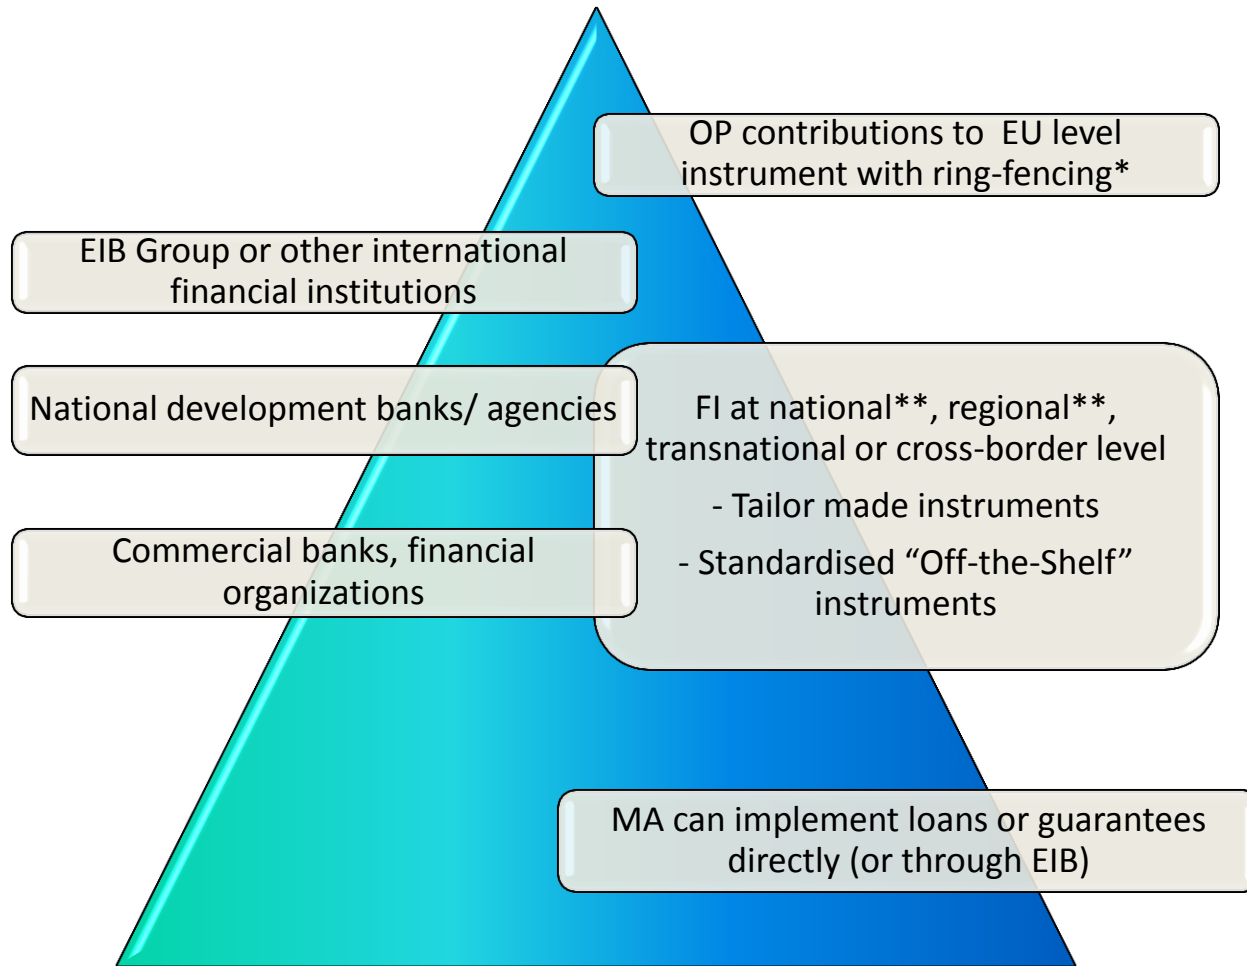 OP contributions to EU level
instrument with ring-fencing*
EIB Group or other international
financial institutions
National development banks/ agencies
FI at national**, regional**,
transnational or cross-border level
- Tailor made instruments
- Standardised “Off-the-Shelf”
instruments
Commercial banks, financial
organizations
MA can implement loans or guarantees
directly (or through EIB)